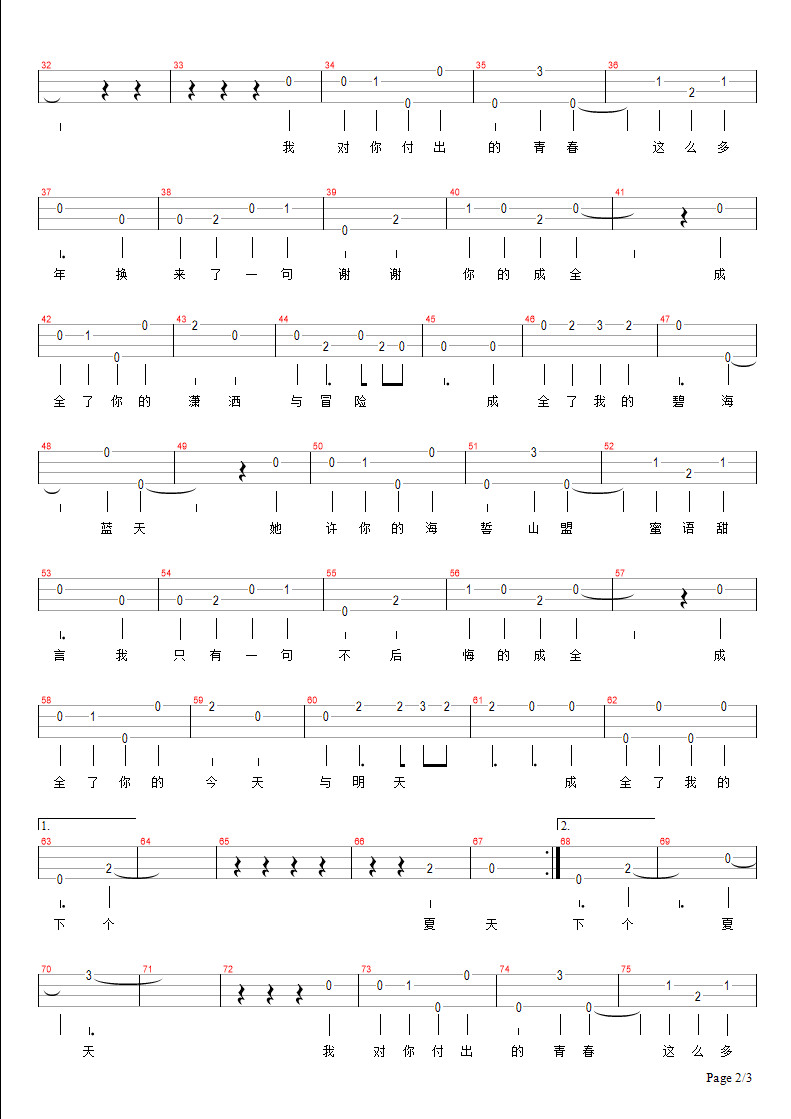 32 33 34 35 36
0 0 1 0 0 0 3 0 1 2 1
我 对 你 付 出 的 青 春 这 么 多
37 38 39 40 41
0 0 0 2 0 1 0 2 1 0 2 0 0
年 换 来 了 一 句 谢 谢 你 的 成 全 成
42 43 44 45 46 47
0 1 0 0 2 0 0 2 0 2 0 0 0 0 2 3 2 0 0
全 了 你 的 潇 洒 与 冒 险 成 全 了 我 的 碧 海
48 49 50 51 52
0 0 0 0 1 0 0 0 3 0 1 2 1
蓝 天 她 许 你 的 海 誓 山 盟 蜜 语 甜
53 54 55 56 57
0 0 0 2 0 1 0 2 1 0 2 0 0
言 我 只 有 一 句 不 后 悔 的 成 全 成
58 59 60 61 62
0 1 0 0 2 0 0 2 2 3 2 2 0 0 0 0 0 0
全 了 你 的 今 天 与 明 天 成 全 了 我 的
1. 2.
63 64 65 66 67 68 69
0 2 2 0 0 2 0
下 个 夏 天 下 个 夏
70 71 72 73 74 75
3 0 0 1 0 0 0 3 0 1 2 1
天 我 对 你 付 出 的 青 春 这 么 多
Page 2/3